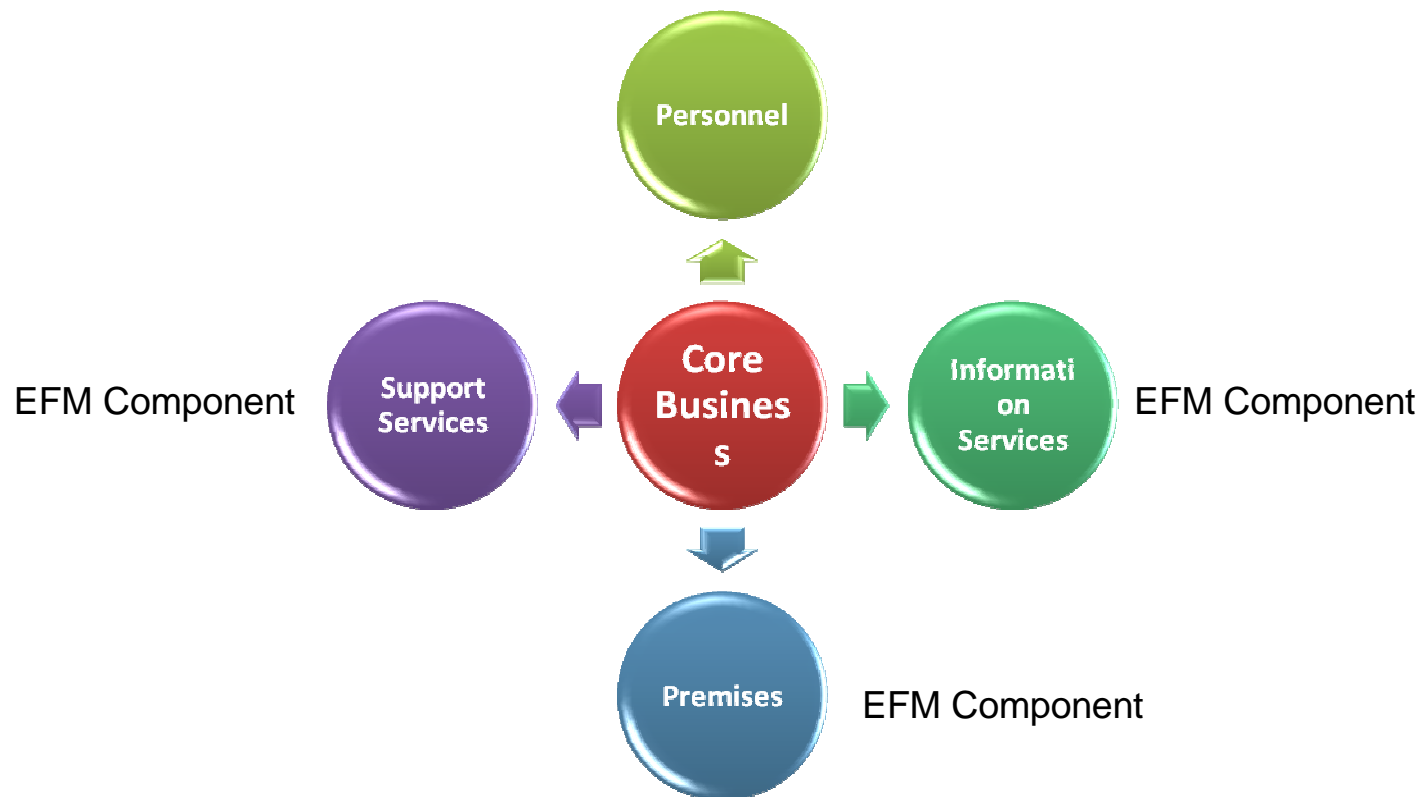 Personnel
EFM Component
Support
Services
Core
Busines
s
Informati
on
Services
EFM Component
Premises
EFM Component